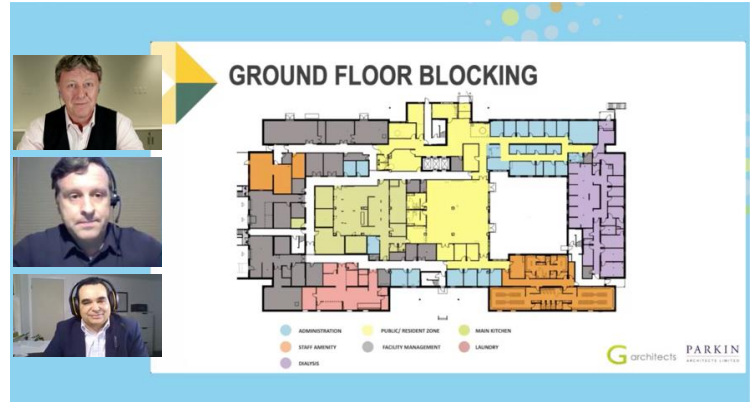 GROUND FLOOR BLOCKING
ADMINISTRATION
PUBLIC/ RESIDENT ZONE
MAIN KITCHEN
STAFF AMENITY
FACILITY MANAGEMENT
LAUNDRY
DIALYSIS
G architects
PARKIN
ARCHITECTS LIMITED